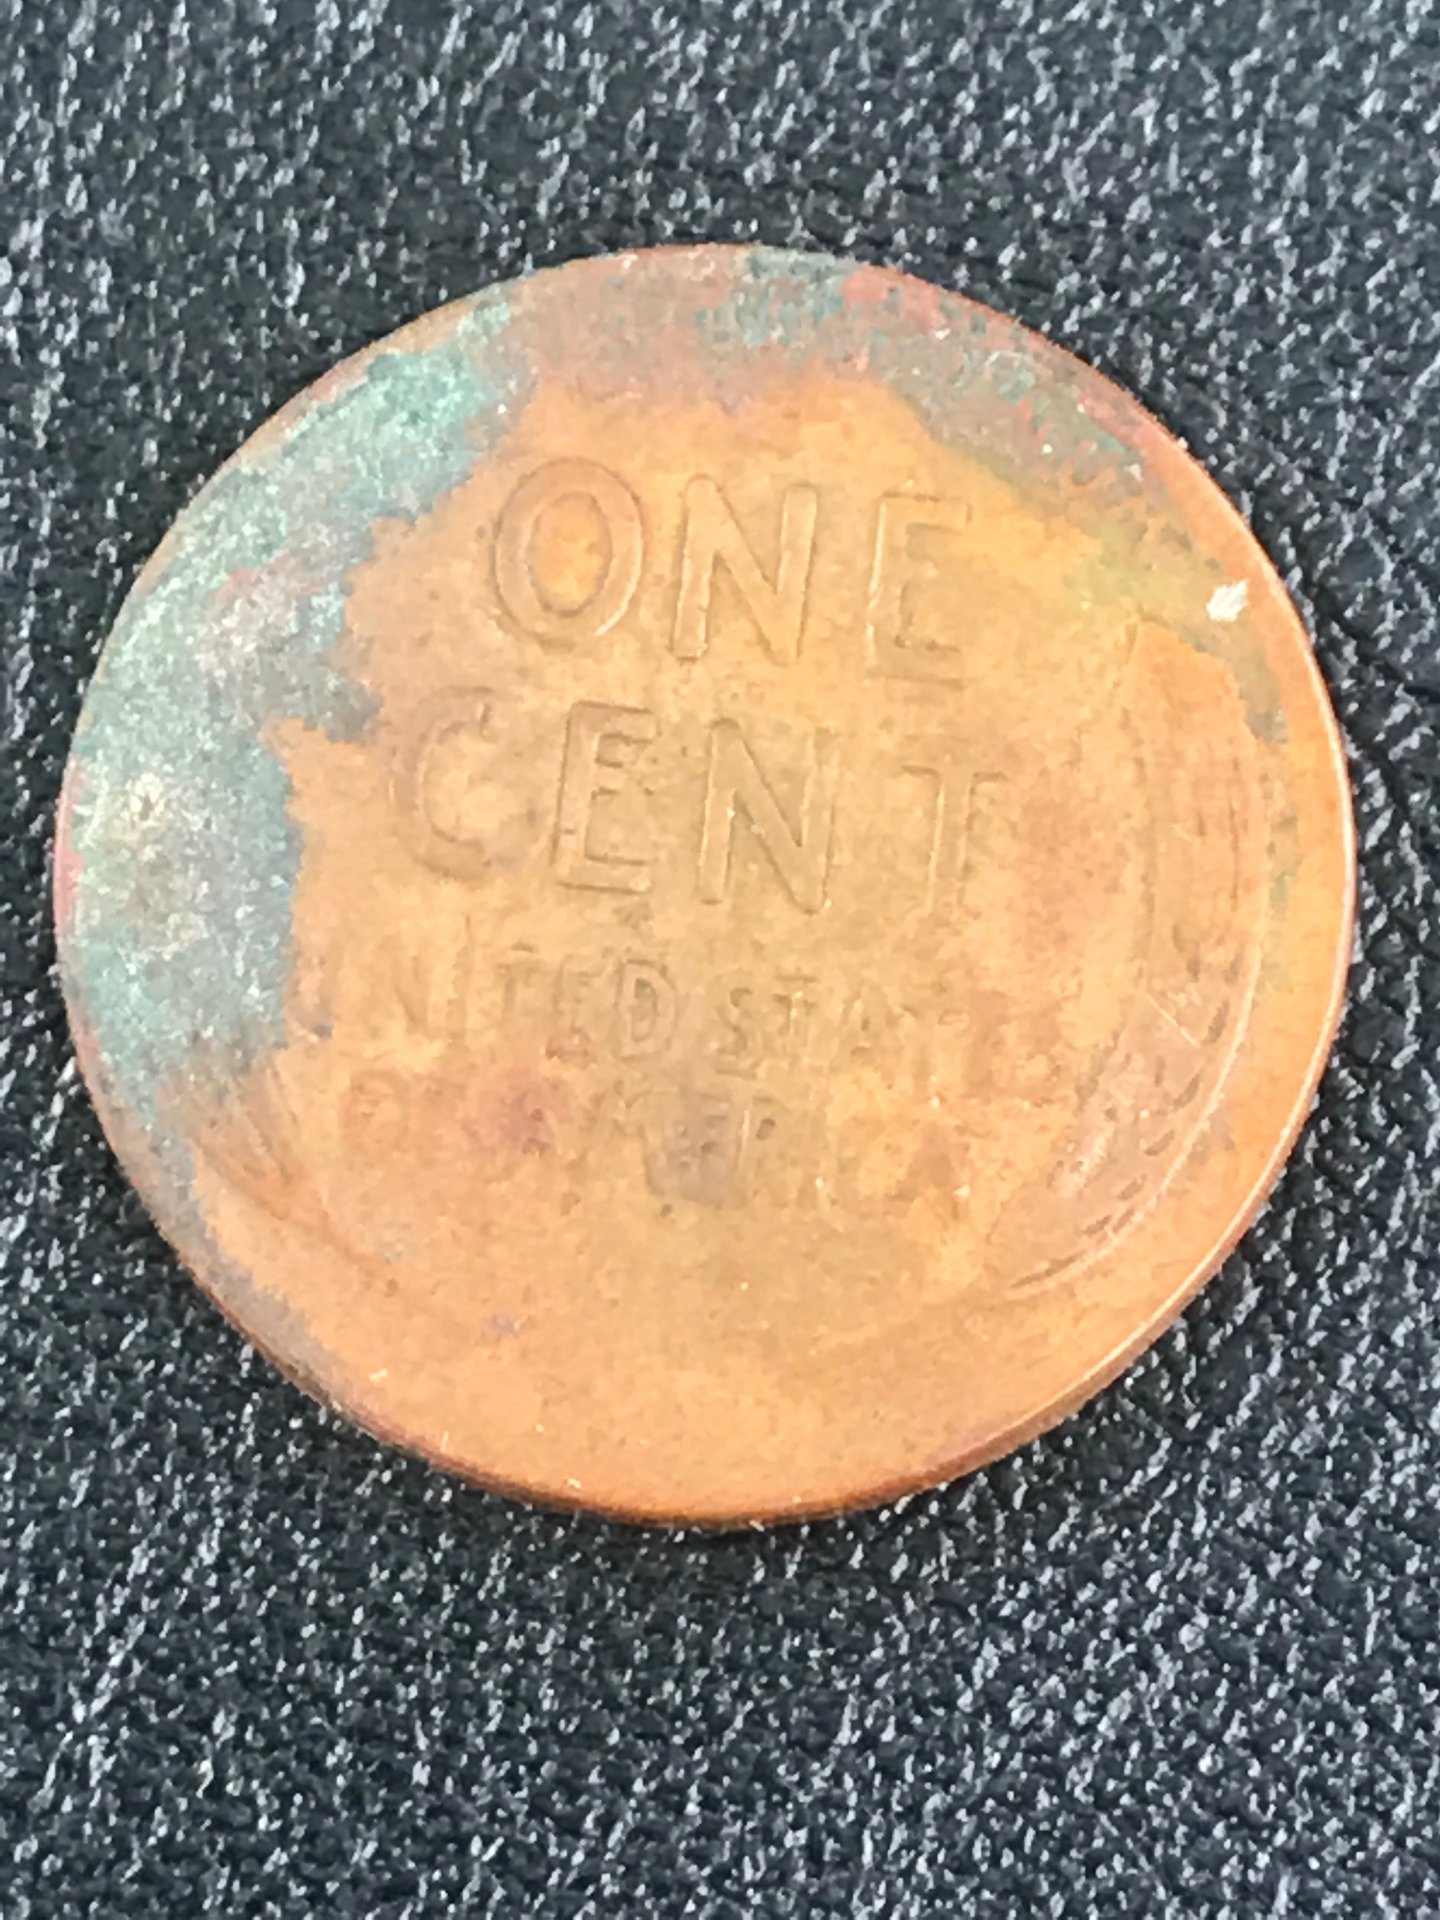 ONE
CENT
UNITED STATES
OF AMERICA